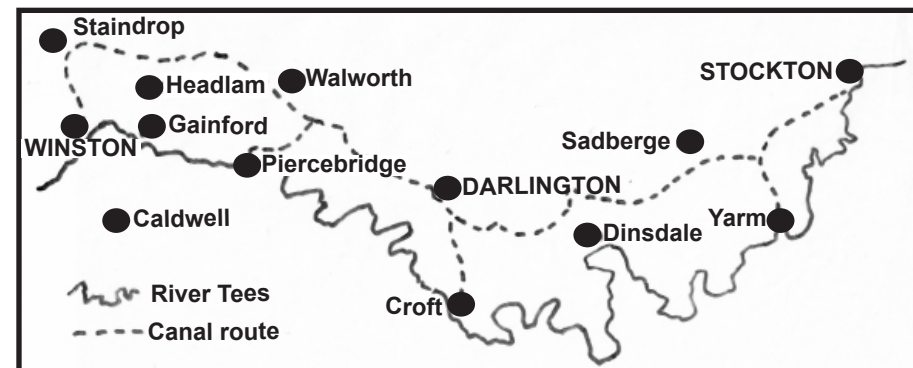 Staindrop
Headlam
Walworth
STOCKTON
WINSTON
Gainford
Sadberge
Piercebridge
DARLINGTON
Caldwell
Dinsdale
Yarm
River Tees
Croft
Canal route